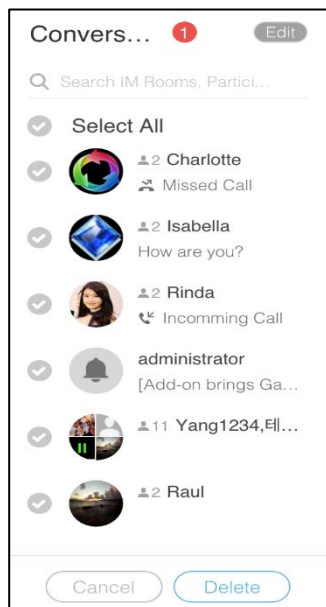 Convers... 1 Edit
Search IM Rooms, Partici...
Select All
2 Charlotte
Missed Call
2 Isabella
How are you?
2 Rinda
Incomming Call
administrator
[Add-on brings Ga...
11 Yang1234,테...
2 Raul
Cancel Delete